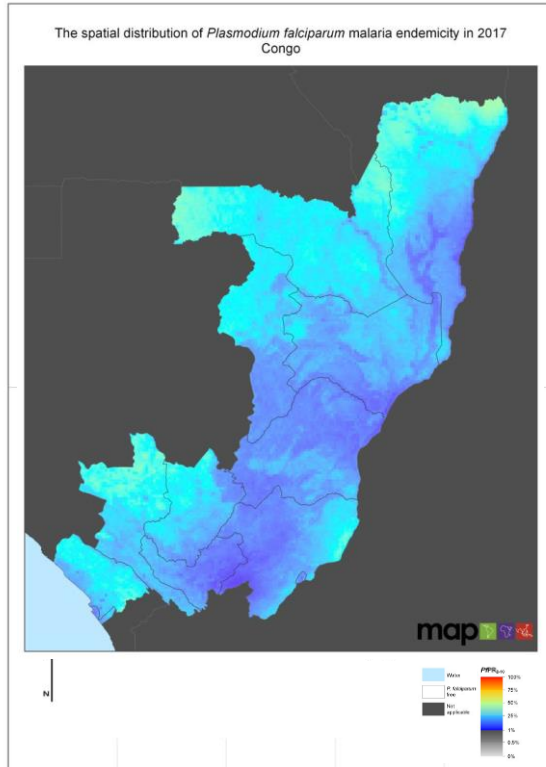 The spatial distribution of Plasmodium falciparum malaria endemicity in 2017
Congo
map
N
Water
P. falciparum
free
Not
applicable
PfPR2-10
100%
75%
50%
25%
1%
0.5%
0%